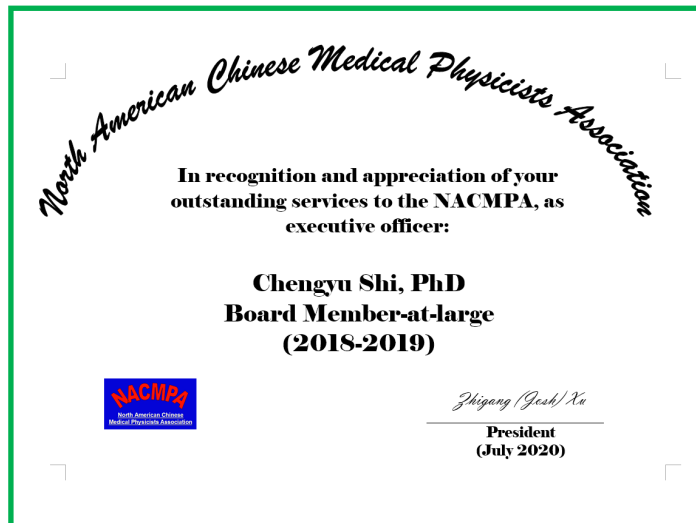 North American Chinese Medical Physicists Association
In recognition and appreciation of your
outstanding services to the NACMPA, as
executive officer:
Chengyu Shi, PhD
Board Member-at-large
(2018-2019)
NACMPA
North American Chinese
Medical Physicists Association
Zhigang (Josh) Xu
President
(July 2020)